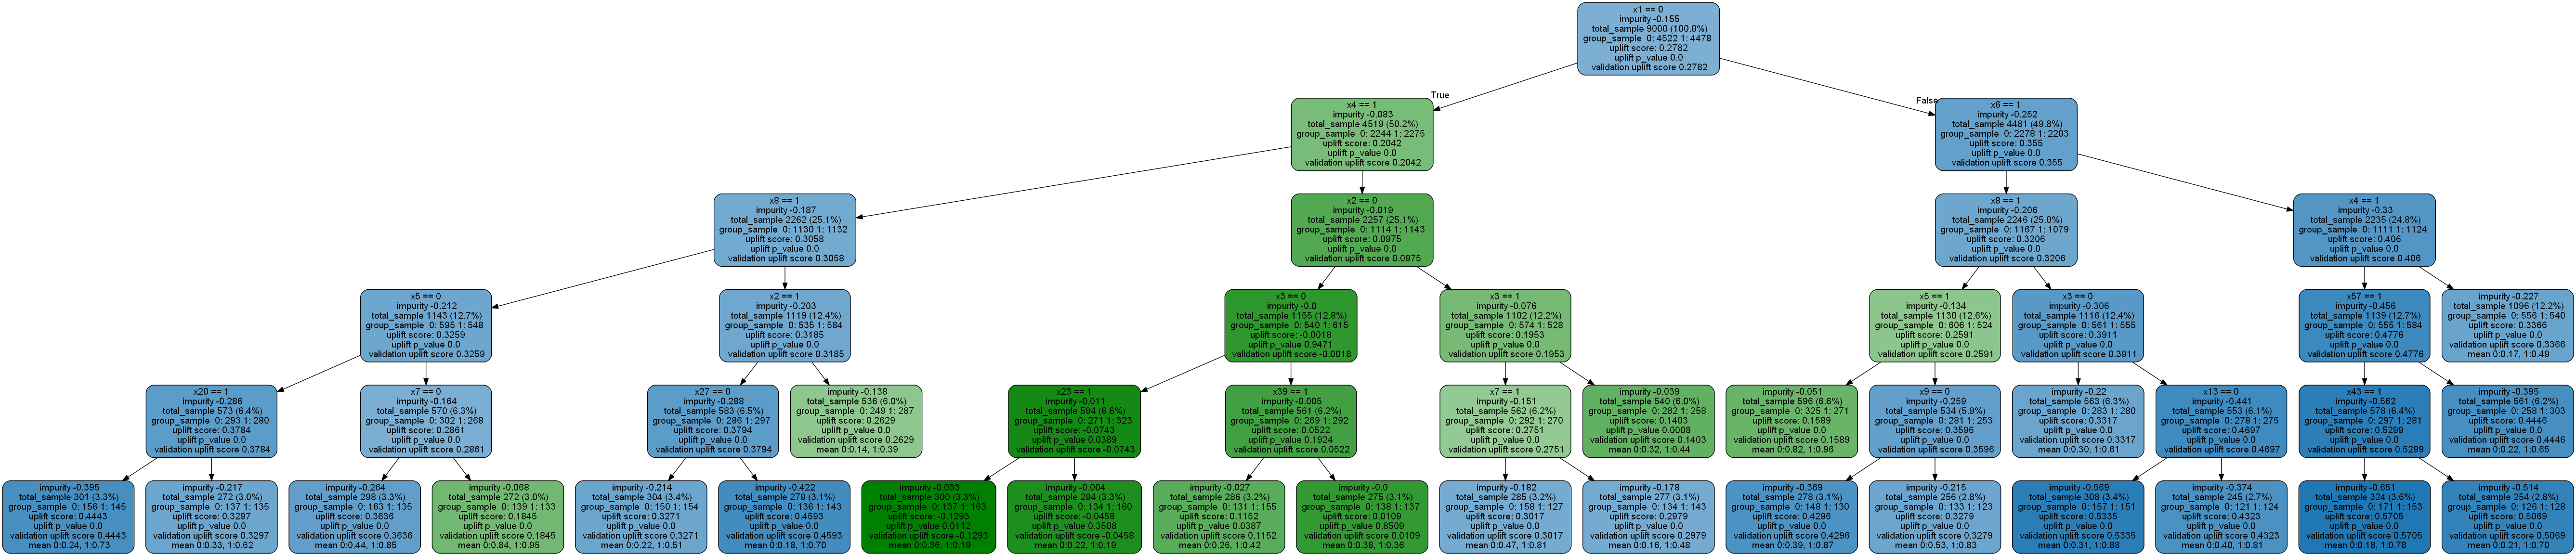 x1 == 0
impurity -0.155
total_sample 9000 (100.0%)
group_sample 0: 4522 1: 4478
uplift score: 0.2782
uplift p_value 0.0
validation uplift score 0.2782
True
False
x4 == 1
impurity -0.083
total_sample 4519 (50.2%)
group_sample 0: 2244 1: 2275
uplift score: 0.2042
uplift p_value 0.0
validation uplift score 0.2042
x6 == 1
impurity -0.252
total_sample 4481 (49.8%)
group_sample 0: 2278 1: 2203
uplift score: 0.355
uplift p_value 0.0
validation uplift score 0.355
x8 == 1
impurity -0.187
total_sample 2262 (25.1%)
group_sample 0: 1130 1: 1132
uplift score: 0.3058
uplift p_value 0.0
validation uplift score 0.3058
x2 == 0
impurity -0.019
total_sample 2257 (25.1%)
group_sample 0: 1114 1: 1143
uplift score: 0.0975
uplift p_value 0.0
validation uplift score 0.0975
x8 == 1
impurity -0.206
total_sample 2246 (25.0%)
group_sample 0: 1167 1: 1079
uplift score: 0.3206
uplift p_value 0.0
validation uplift score 0.3206
x4 == 1
impurity -0.33
total_sample 2235 (24.8%)
group_sample 0: 1111 1: 1124
uplift score: 0.406
uplift p_value 0.0
validation uplift score 0.406
x5 == 0
impurity -0.212
total_sample 1143 (12.7%)
group_sample 0: 595 1: 548
uplift score: 0.3259
uplift p_value 0.0
validation uplift score 0.3259
x2 == 1
impurity -0.203
total_sample 1119 (12.4%)
group_sample 0: 535 1: 584
uplift score: 0.3185
uplift p_value 0.0
validation uplift score 0.3185
x3 == 0
impurity -0.0
total_sample 1155 (12.8%)
group_sample 0: 540 1: 615
uplift score: -0.0018
uplift p_value 0.9471
validation uplift score -0.0018
x3 == 1
impurity -0.076
total_sample 1102 (12.2%)
group_sample 0: 574 1: 528
uplift score: 0.1953
uplift p_value 0.0
validation uplift score 0.1953
x5 == 1
impurity -0.134
total_sample 1130 (12.6%)
group_sample 0: 606 1: 524
uplift score: 0.2591
uplift p_value 0.0
validation uplift score 0.2591
x3 == 0
impurity -0.306
total_sample 1116 (12.4%)
group_sample 0: 561 1: 555
uplift score: 0.3911
uplift p_value 0.0
validation uplift score 0.3911
x57 == 1
impurity -0.456
total_sample 1139 (12.7%)
group_sample 0: 555 1: 584
uplift score: 0.4776
uplift p_value 0.0
validation uplift score 0.4776
impurity -0.227
total_sample 1096 (12.2%)
group_sample 0: 556 1: 540
uplift score: 0.3366
uplift p_value 0.0
validation uplift score 0.3366
mean 0:0.17, 1:0.49
x20 == 1
impurity -0.286
total_sample 573 (6.4%)
group_sample 0: 293 1: 280
uplift score: 0.3784
uplift p_value 0.0
validation uplift score 0.3784
x7 == 0
impurity -0.164
total_sample 570 (6.3%)
group_sample 0: 302 1: 268
uplift score: 0.2861
uplift p_value 0.0
validation uplift score 0.2861
x27 == 0
impurity -0.288
total_sample 583 (6.5%)
group_sample 0: 286 1: 297
uplift score: 0.3794
uplift p_value 0.0
validation uplift score 0.3794
impurity -0.138
total_sample 536 (6.0%)
group_sample 0: 249 1: 287
uplift score: 0.2629
uplift p_value 0.0
validation uplift score 0.2629
mean 0:0.14, 1:0.39
x23 == 1
impurity -0.011
total_sample 594 (6.6%)
group_sample 0: 271 1: 323
uplift score: -0.0743
uplift p_value 0.0389
validation uplift score -0.0743
x39 == 1
impurity -0.005
total_sample 561 (6.2%)
group_sample 0: 269 1: 292
uplift score: 0.0522
uplift p_value 0.1924
validation uplift score 0.0522
x7 == 1
impurity -0.151
total_sample 562 (6.2%)
group_sample 0: 292 1: 270
uplift score: 0.2751
uplift p_value 0.0
validation uplift score 0.2751
impurity -0.039
total_sample 540 (6.0%)
group_sample 0: 282 1: 258
uplift score: 0.1403
uplift p_value 0.0008
validation uplift score 0.1403
mean 0:0.32, 1:0.44
impurity -0.051
total_sample 596 (6.6%)
group_sample 0: 325 1: 271
uplift score: 0.1589
uplift p_value 0.0
validation uplift score 0.1589
mean 0:0.82, 1:0.96
x9 == 0
impurity -0.259
total_sample 534 (5.9%)
group_sample 0: 281 1: 253
uplift score: 0.3596
uplift p_value 0.0
validation uplift score 0.3596
impurity -0.22
total_sample 563 (6.3%)
group_sample 0: 283 1: 280
uplift score: 0.3317
uplift p_value 0.0
validation uplift score 0.3317
mean 0:0.30, 1:0.61
x13 == 0
impurity -0.441
total_sample 553 (6.1%)
group_sample 0: 278 1: 275
uplift score: 0.4697
uplift p_value 0.0
validation uplift score 0.4697
x43 == 1
impurity -0.562
total_sample 578 (6.4%)
group_sample 0: 297 1: 281
uplift score: 0.5299
uplift p_value 0.0
validation uplift score 0.5299
impurity -0.395
total_sample 561 (6.2%)
group_sample 0: 258 1: 303
uplift score: 0.4446
uplift p_value 0.0
validation uplift score 0.4446
mean 0:0.22, 1:0.65
impurity -0.395
total_sample 301 (3.3%)
group_sample 0: 156 1: 145
uplift score: 0.4443
uplift p_value 0.0
validation uplift score 0.4443
mean 0:0.24, 1:0.73
impurity -0.217
total_sample 272 (3.0%)
group_sample 0: 137 1: 135
uplift score: 0.3297
uplift p_value 0.0
validation uplift score 0.3297
mean 0:0.33, 1:0.62
impurity -0.264
total_sample 298 (3.3%)
group_sample 0: 163 1: 135
uplift score: 0.3636
uplift p_value 0.0
validation uplift score 0.3636
mean 0:0.44, 1:0.85
impurity -0.068
total_sample 272 (3.0%)
group_sample 0: 139 1: 133
uplift score: 0.1845
uplift p_value 0.0
validation uplift score 0.1845
mean 0:0.84, 1:0.95
impurity -0.214
total_sample 304 (3.4%)
group_sample 0: 150 1: 154
uplift score: 0.3271
uplift p_value 0.0
validation uplift score 0.3271
mean 0:0.22, 1:0.51
impurity -0.422
total_sample 279 (3.1%)
group_sample 0: 136 1: 143
uplift score: 0.4593
uplift p_value 0.0
validation uplift score 0.4593
mean 0:0.18, 1:0.70
impurity -0.033
total_sample 300 (3.3%)
group_sample 0: 137 1: 163
uplift score: -0.1293
uplift p_value 0.0112
validation uplift score -0.1293
mean 0:0.36, 1:0.19
impurity -0.004
total_sample 294 (3.3%)
group_sample 0: 134 1: 160
uplift score: -0.0458
uplift p_value 0.3508
validation uplift score -0.0458
mean 0:0.22, 1:0.19
impurity -0.027
total_sample 286 (3.2%)
group_sample 0: 131 1: 155
uplift score: 0.1152
uplift p_value 0.0387
validation uplift score 0.1152
mean 0:0.26, 1:0.42
impurity -0.0
total_sample 275 (3.1%)
group_sample 0: 138 1: 137
uplift score: 0.0109
uplift p_value 0.8509
validation uplift score 0.0109
mean 0:0.38, 1:0.36
impurity -0.182
total_sample 285 (3.2%)
group_sample 0: 158 1: 127
uplift score: 0.3017
uplift p_value 0.0
validation uplift score 0.3017
mean 0:0.47, 1:0.81
impurity -0.178
total_sample 277 (3.1%)
group_sample 0: 134 1: 143
uplift score: 0.2979
uplift p_value 0.0
validation uplift score 0.2979
mean 0:0.16, 1:0.48
impurity -0.369
total_sample 278 (3.1%)
group_sample 0: 148 1: 130
uplift score: 0.4296
uplift p_value 0.0
validation uplift score 0.4296
mean 0:0.39, 1:0.87
impurity -0.215
total_sample 256 (2.8%)
group_sample 0: 133 1: 123
uplift score: 0.3279
uplift p_value 0.0
validation uplift score 0.3279
mean 0:0.53, 1:0.83
impurity -0.569
total_sample 308 (3.4%)
group_sample 0: 157 1: 151
uplift score: 0.5335
uplift p_value 0.0
validation uplift score 0.5335
mean 0:0.31, 1:0.88
impurity -0.374
total_sample 245 (2.7%)
group_sample 0: 121 1: 124
uplift score: 0.4323
uplift p_value 0.0
validation uplift score 0.4323
mean 0:0.40, 1:0.81
impurity -0.651
total_sample 324 (3.6%)
group_sample 0: 171 1: 153
uplift score: 0.5705
uplift p_value 0.0
validation uplift score 0.5705
mean 0:0.18, 1:0.78
impurity -0.514
total_sample 254 (2.8%)
group_sample 0: 126 1: 128
uplift score: 0.5069
uplift p_value 0.0
validation uplift score 0.5069
mean 0:0.21, 1:0.70